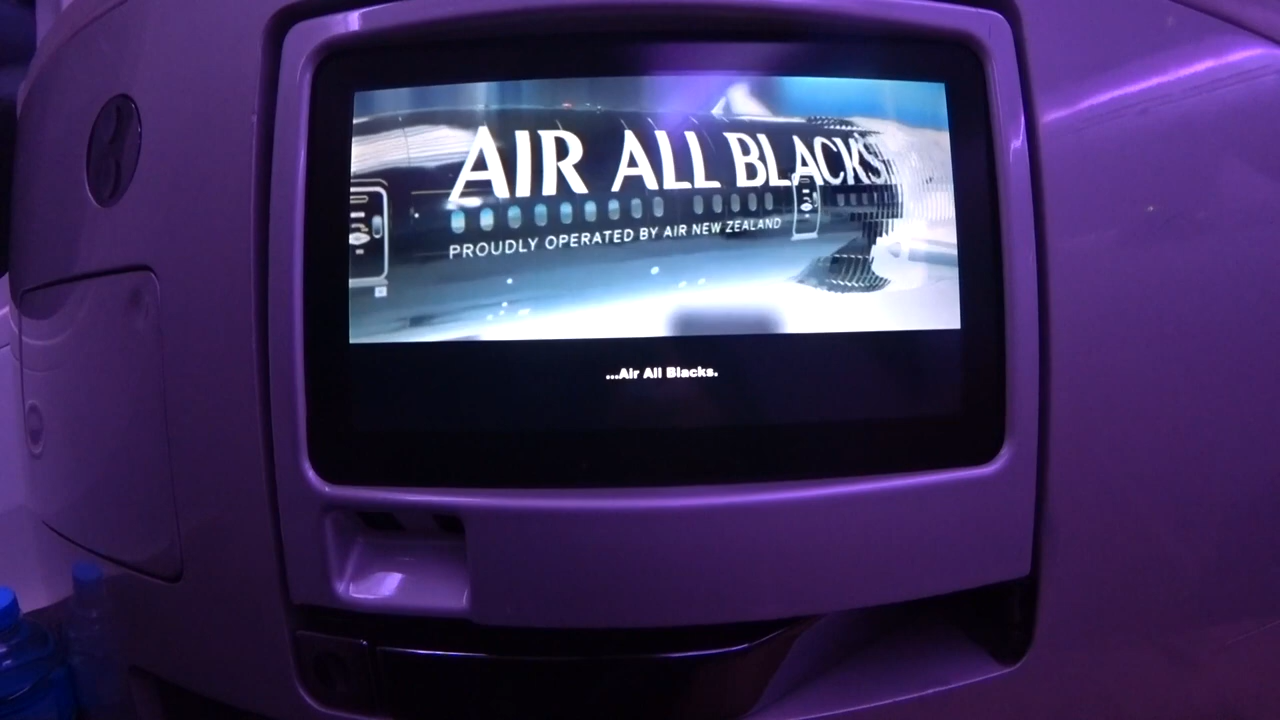 AIR ALL BLACKS
PROUDLY OPERATED BY AIR NEW ZEALAND
...Air All Blacks.